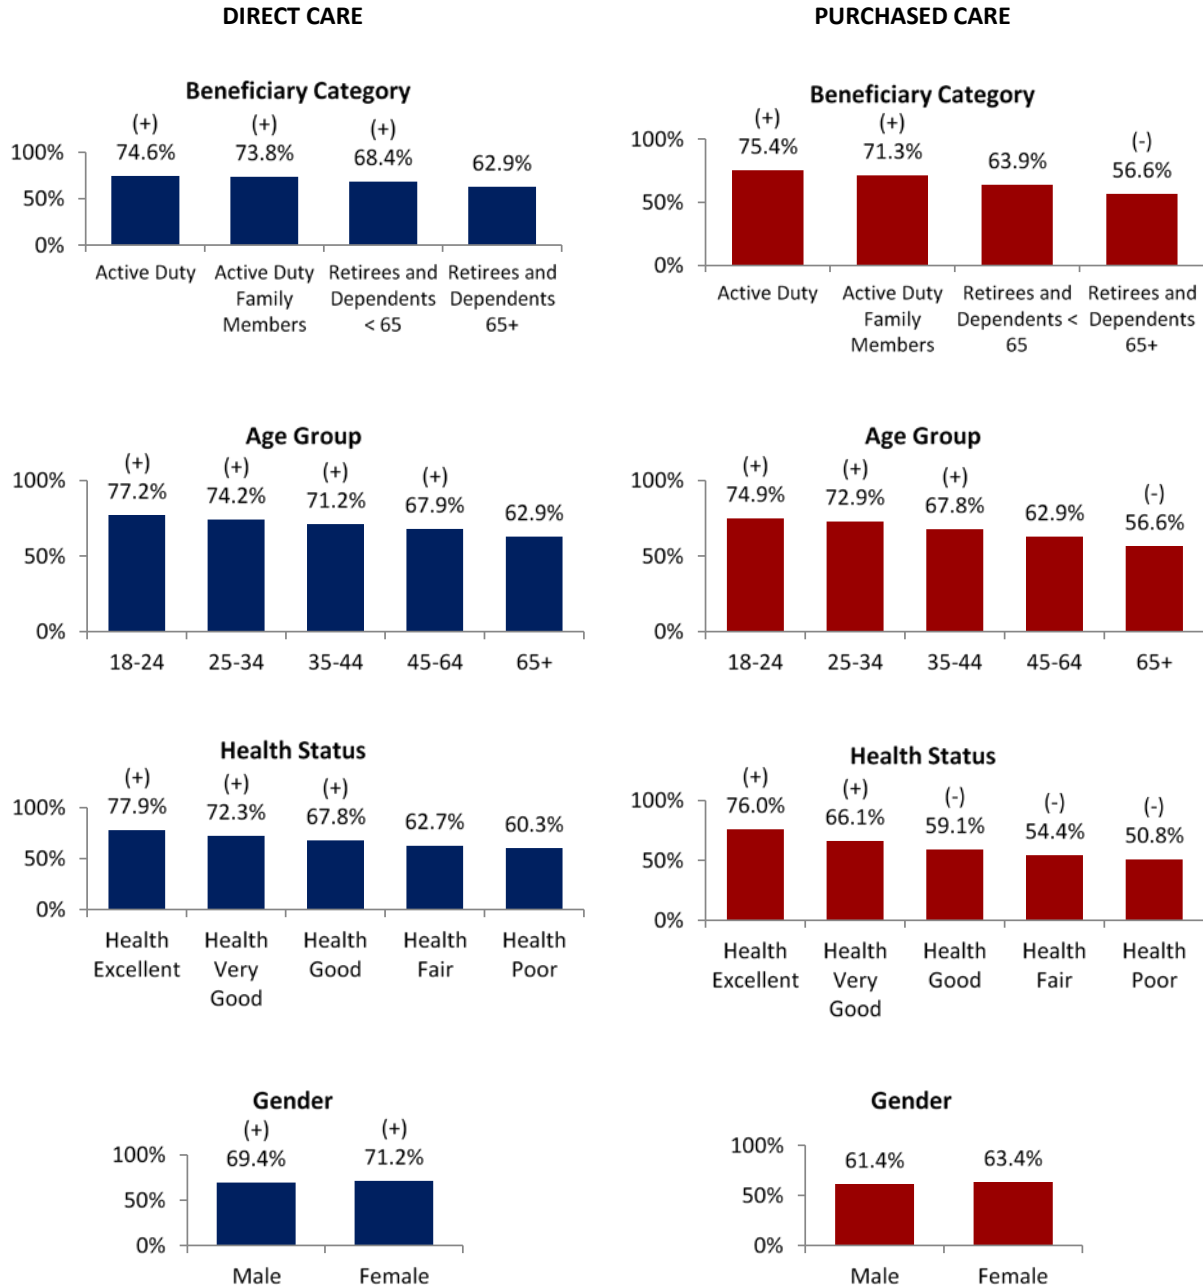 DIRECT CARE
Beneficiary Category
(+) (+) (+)
74.6% 73.8% 68.4% 62.9%
100%
50%
0%
Active Duty Active Duty Retirees and Retirees and
Family Dependents Dependents
Members < 65 65+
Age Group
(+) (+) (+) (+)
77.2% 74.2% 71.2% 67.9% 62.9%
100%
50%
0%
18-24 25-34 35-44 45-64 65+
Health Status
(+) (+) (+)
77.9% 72.3% 67.8% 62.7% 60.3%
100%
50%
0%
Health Health Health Health Health
Excellent Very Good Fair Poor
Good
Gender
(+) (+)
69.4% 71.2%
100%
50%
0%
Male Female
PURCHASED CARE
Beneficiary Category
(+) (+) (-)
75.4% 71.3% 63.9% 56.6%
100%
50%
0%
Active Duty Active Duty Retirees and Retirees and
Family Dependents < Dependents
Members 65 65+
Age Group
(+) (+) (+) (-)
74.9% 72.9% 67.8% 62.9% 56.6%
100%
50%
0%
18-24 25-34 35-44 45-64 65+
Health Status
(+) (+) (-) (-) (-)
76.0% 66.1% 59.1% 54.4% 50.8%
100%
50%
0%
Health Health Health Health Health
Excellent Very Good Fair Poor
Good
Gender
61.4% 63.4%
100%
50%
0%
Male Female